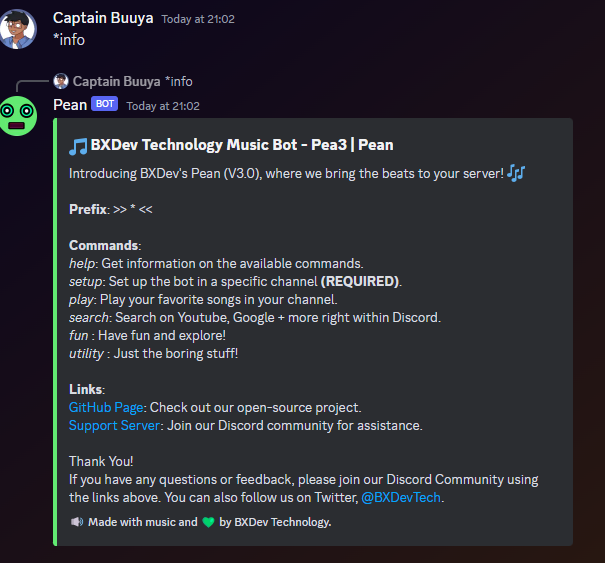 Captain Buuya Today at 21:02
*info
Captain Buuya *info
Pean BOT Today at 21:02
🎵 BXDev Technology Music Bot - Pea3 | Pean
Introducing BXDev's Pean (V3.0), where we bring the beats to your server! 🎶
Prefix: >> * <<
Commands:
help: Get information on the available commands.
setup: Set up the bot in a specific channel (REQUIRED).
play: Play your favorite songs in your channel.
search: Search on Youtube, Google + more right within Discord.
fun : Have fun and explore!
utility : Just the boring stuff!
Links:
GitHub Page: Check out our open-source project.
Support Server: Join our Discord community for assistance.
Thank You!
If you have any questions or feedback, please join our Discord Community using
the links above. You can also follow us on Twitter, @BXDevTech.
🔊 Made with music and 💚 by BXDev Technology.